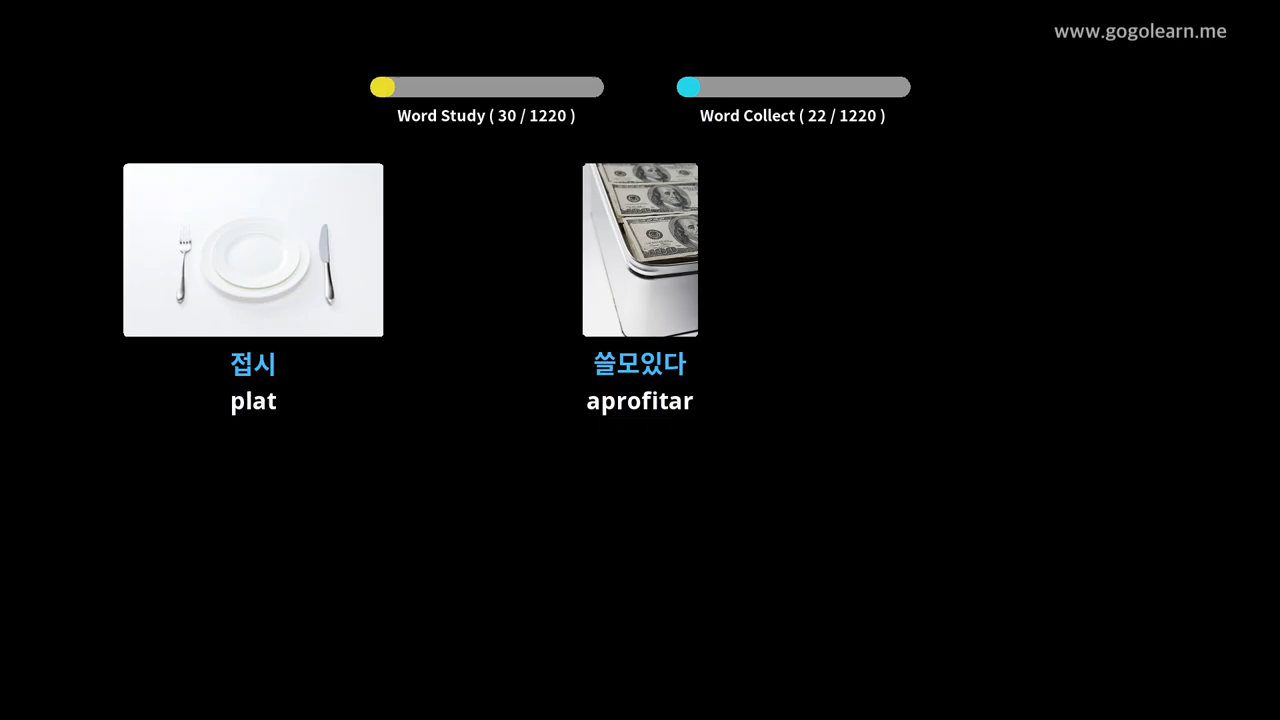 www.gogolearn.me
Word Study ( 30 / 1220 )
Word Collect ( 22 / 1220 )
접시
plat
쓸모있다
aprofitar